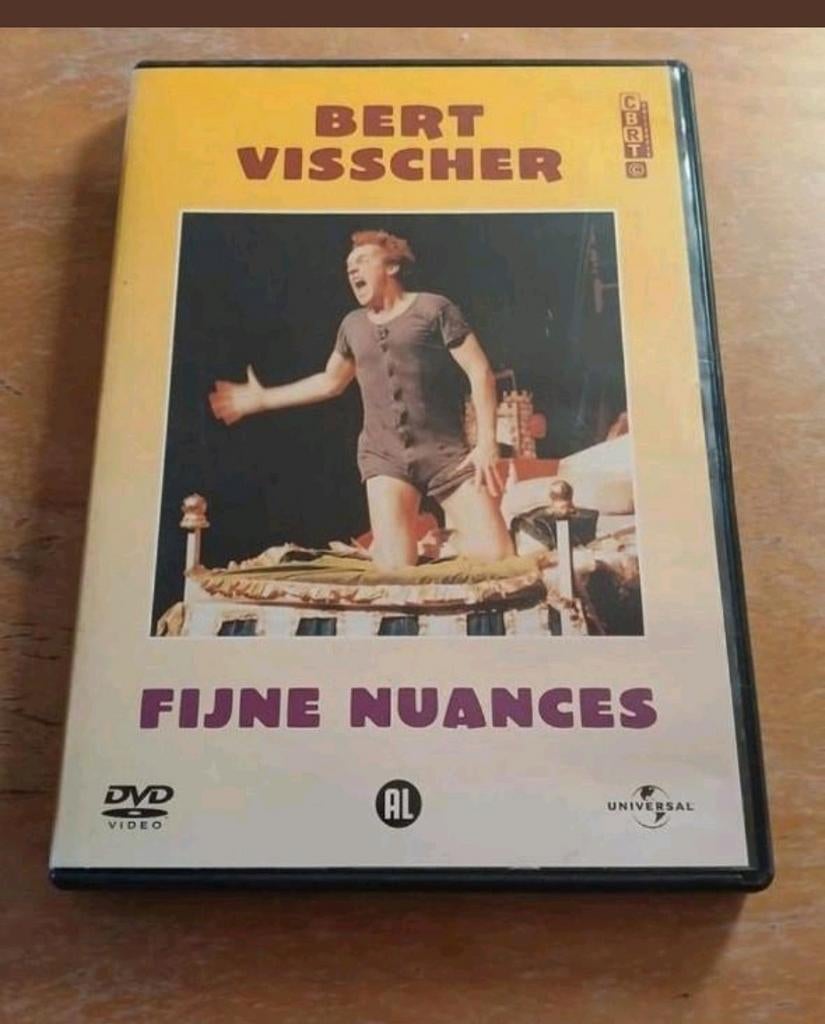 BERT
VISSCHER
CBRT
©
FIJNE NUANCES
DVD
VIDEO
AL
UNIVERSAL